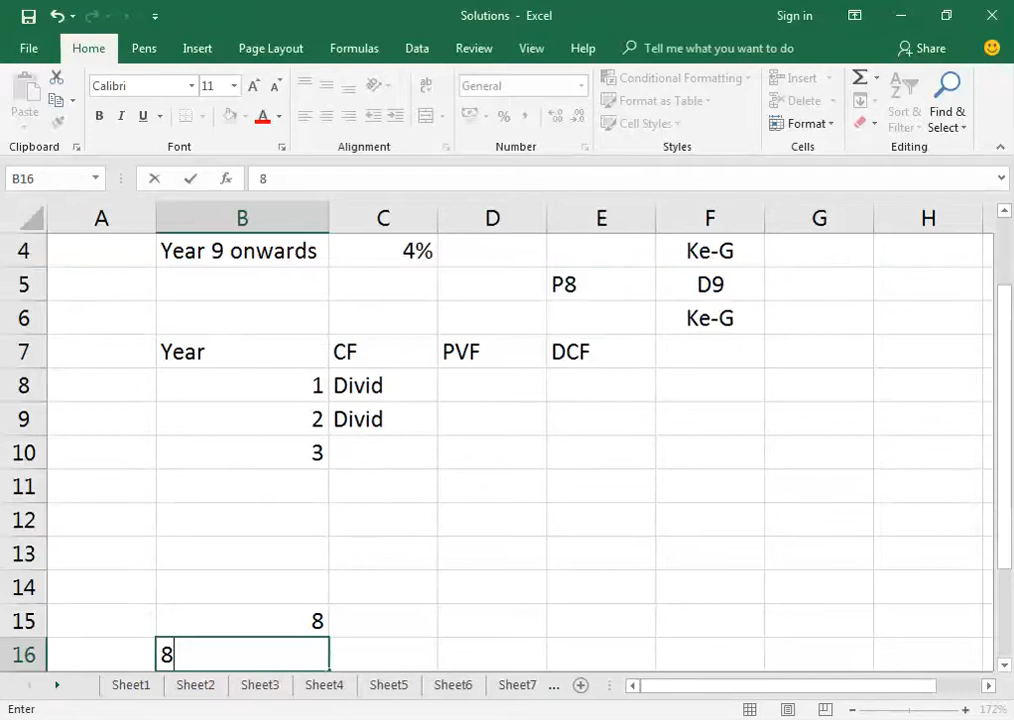 Solutions - Excel
Sign in
File Home Pens Insert Page Layout Formulas Data Review View Help Tell me what you want to do Share
Paste
Calibri 11
B I U
General
Conditional Formatting
Format as Table
Cell Styles
Insert
Delete
Format
Sort & Filter
Find & Select
Clipboard Font Alignment Number Styles Cells Editing
B16 fx 8
A B C D E F G H
4 Year 9 onwards 4% Ke-G
5 P8 D9
6 Ke-G
7 Year CF PVF DCF
8 1 Divid
9 2 Divid
10 3
11
12
13
14
15 8
16 8
Sheet1 Sheet2 Sheet3 Sheet4 Sheet5 Sheet6 Sheet7 ...
Enter 172%